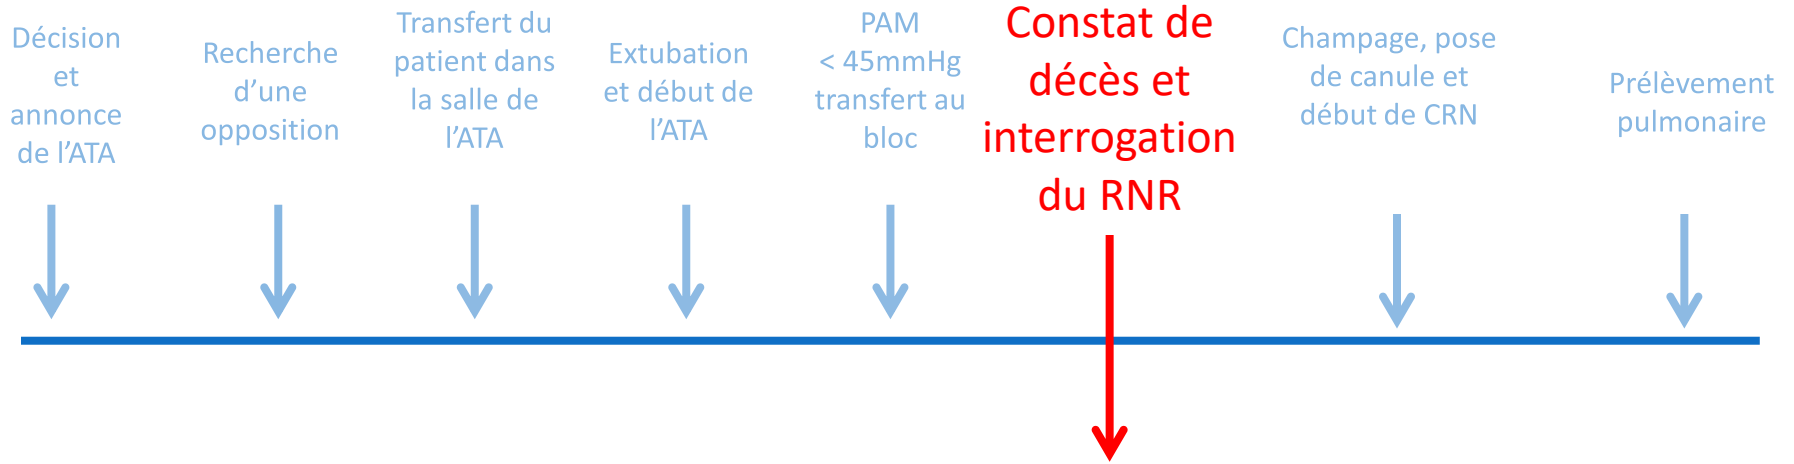 Décision
et
annonce
de l’ATA
Recherche
d’une
opposition
Transfert du
patient dans
la salle de
l’ATA
Extubation
et début de
l’ATA
PAM
< 45mmHg
transfert au
bloc
Constat de
décès et
interrogation
du RNR
Champage, pose
de canule et
début de CRN
Prélèvement
pulmonaire